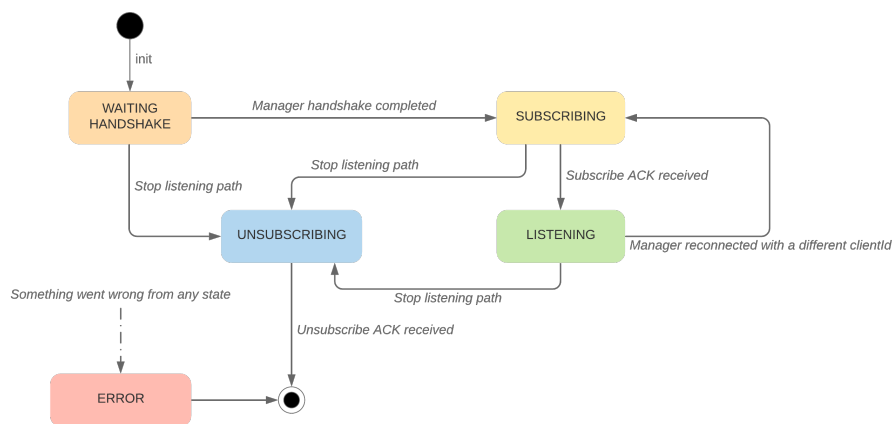 init
WAITING
HANDSHAKE
Manager handshake completed
SUBSCRIBING
Stop listening path
Subscribe ACK received
Stop listening path
UNSUBSCRIBING
LISTENING
Manager reconnected with a different clientId
Something went wrong from any state
Stop listening path
Unsubscribe ACK received
ERROR